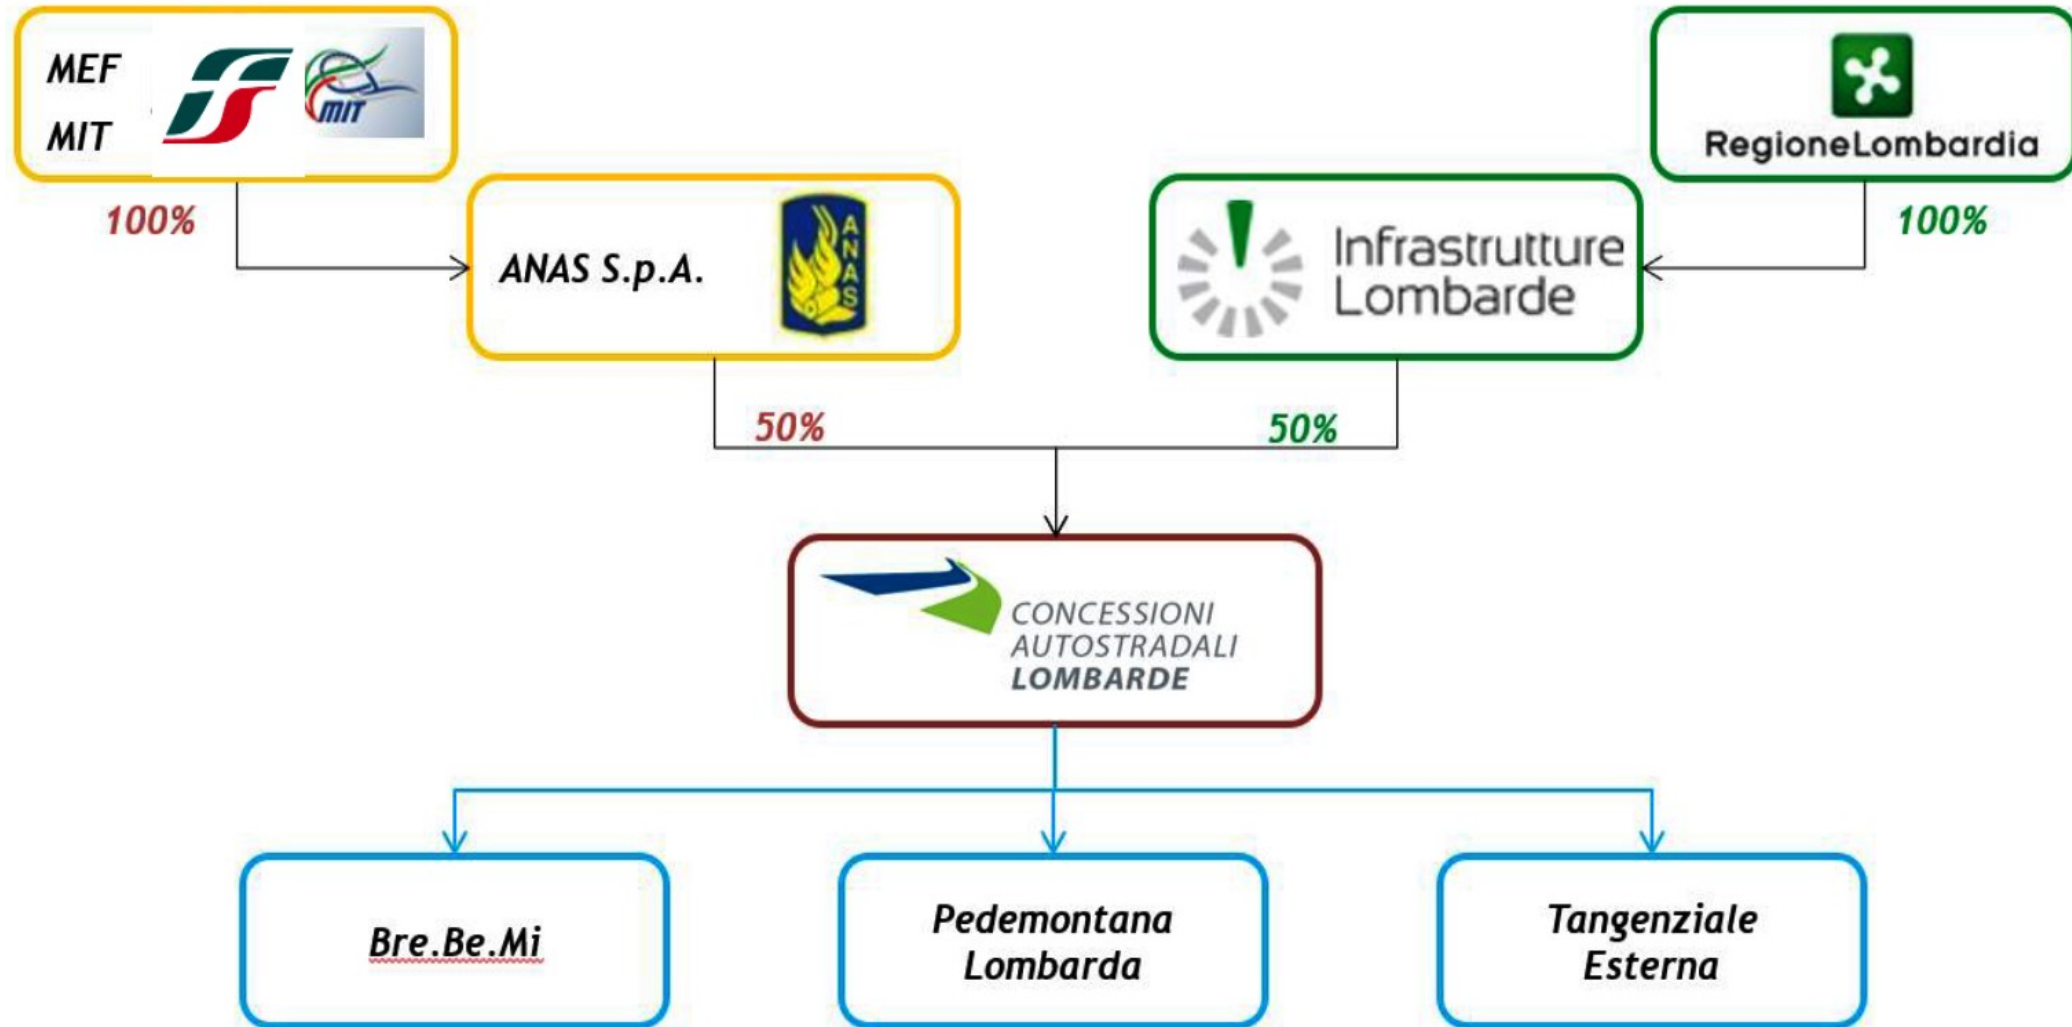 MEF
MIT
MIT
RegioneLombardia
100%
100%
ANAS S.p.A.
ANAS
Infrastrutture
Lombarde
50%
50%
CONCESSIONI
AUTOSTRADALI
LOMBARDE
Bre.Be.Mi
Pedemontana
Lombarda
Tangenziale
Esterna